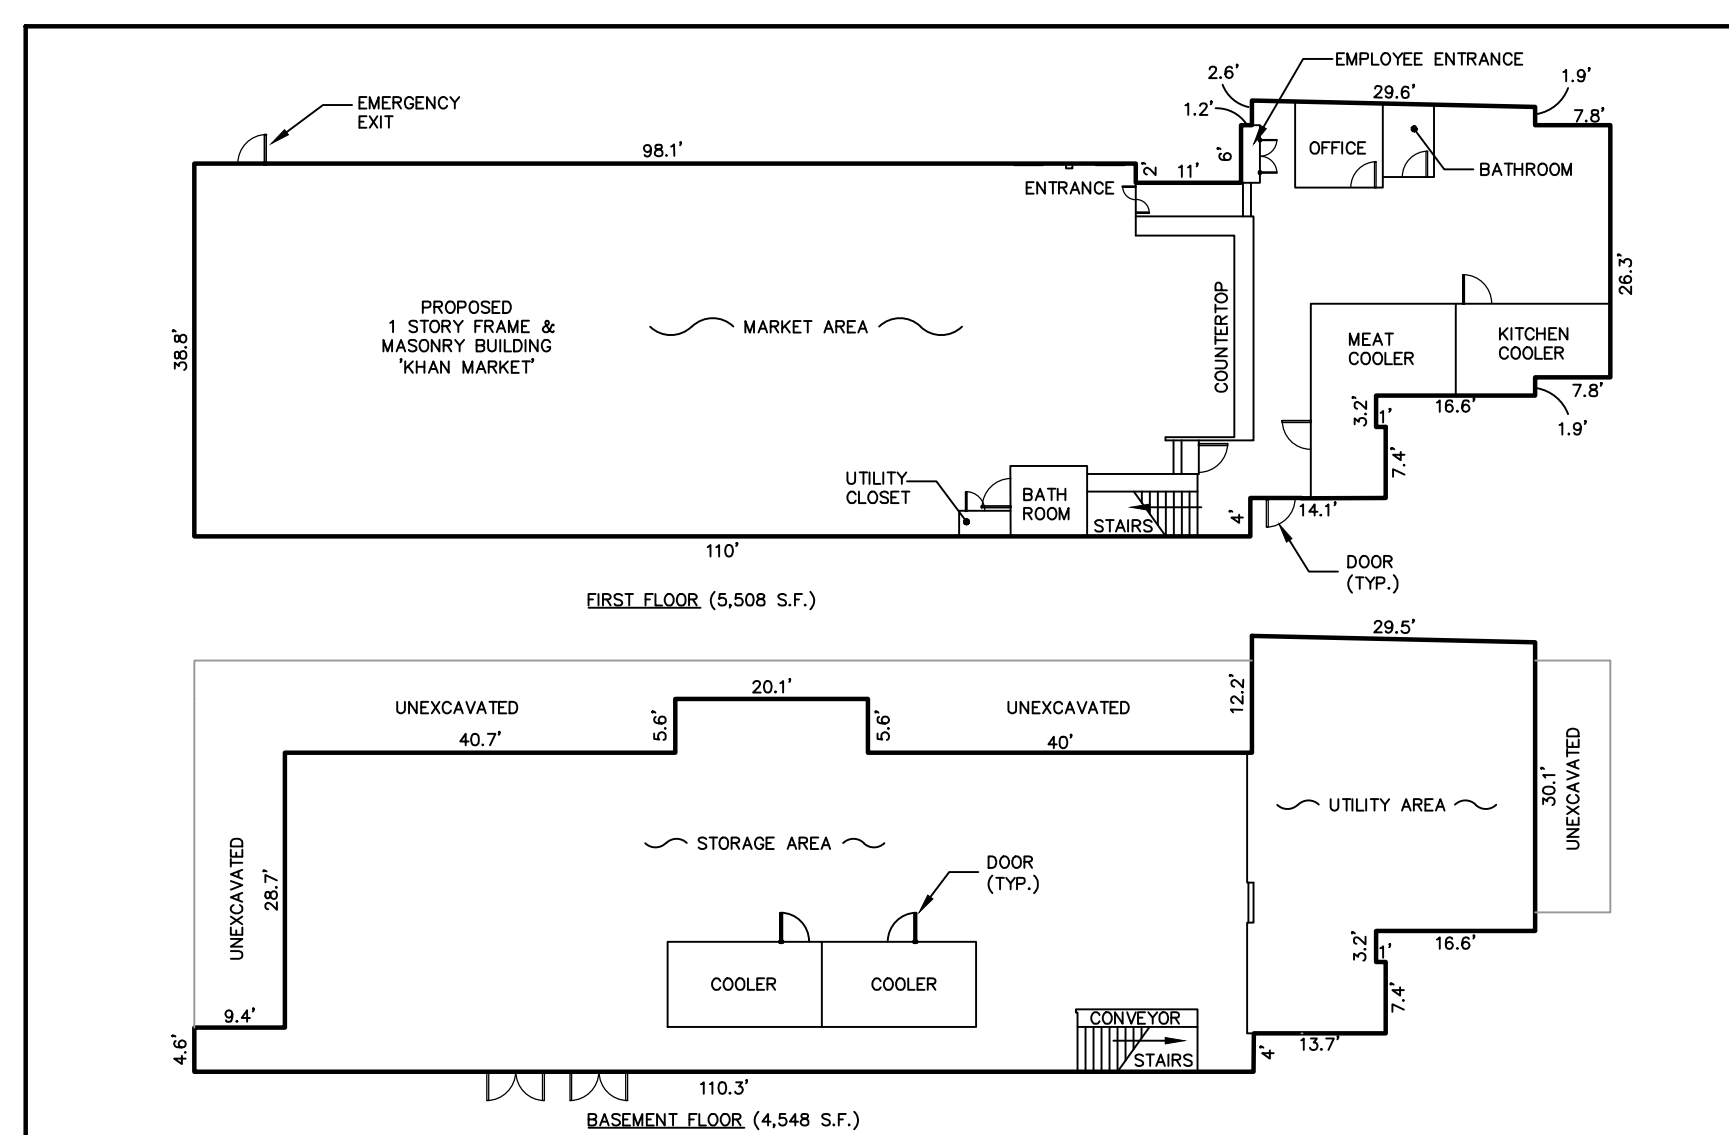 EMPLOYEE ENTRANCE
2.6'
1.9'
29.6'
EMERGENCY
EXIT
1.2'
7.8'
98.1'
6'
OFFICE
2'
11'
BATHROOM
ENTRANCE
26.3'
PROPOSED
1 STORY FRAME &
MASONRY BUILDING
'KHAN MARKET'
MARKET AREA
38.8'
COUNTERTOP
MEAT
COOLER
KITCHEN
COOLER
7.8'
16.6'
3.2'
1'
1.9'
7.4'
UTILITY
CLOSET
BATH
ROOM
STAIRS
4'
14.1'
110'
DOOR
(TYP.)
FIRST FLOOR (5,508 S.F.)
29.5'
20.1'
12.2'
UNEXCAVATED
5.6'
5.6'
UNEXCAVATED
40.7'
40'
UNEXCAVATED
30.1'
UTILITY AREA
STORAGE AREA
DOOR
(TYP.)
UNEXCAVATED
28.7'
COOLER
COOLER
3.2'
1'
16.6'
7.4'
9.4'
CONVEYOR
4.6'
STAIRS
4'
13.7'
110.3'
BASEMENT FLOOR (4,548 S.F.)